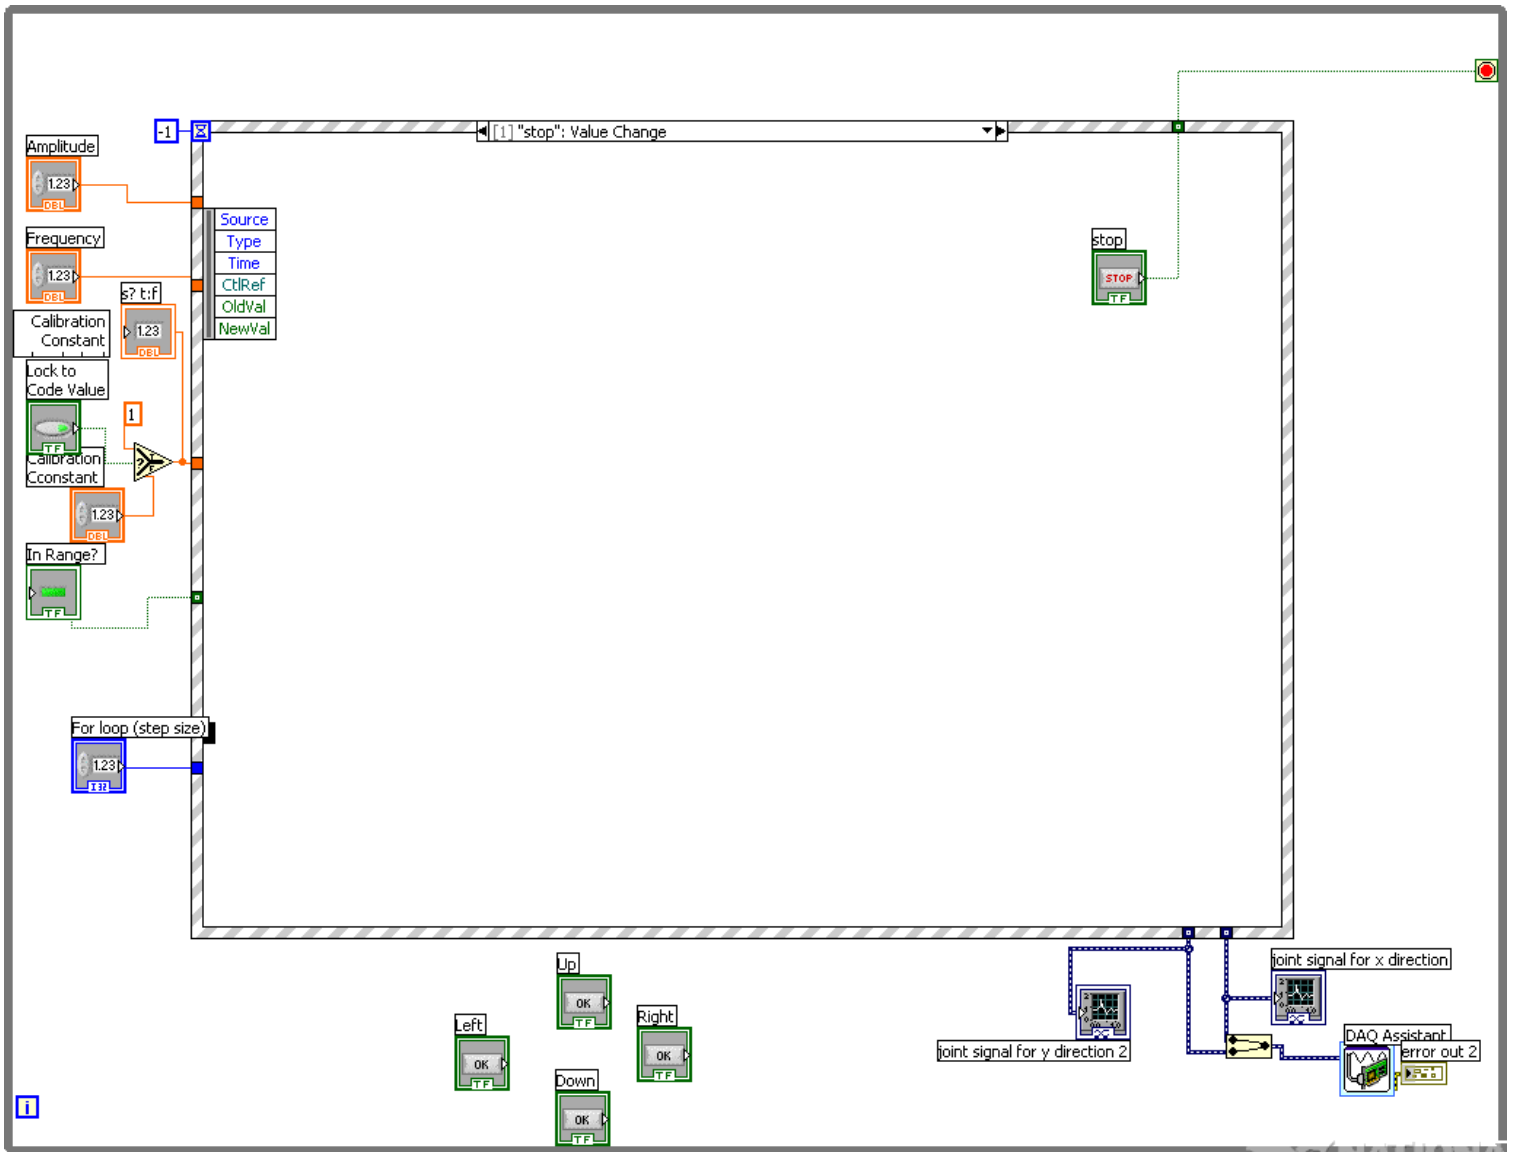 -1
[1] "stop": Value Change
Amplitude
1.23
DBL
Source
Type
Time
CtlRef
OldVal
NewVal
Frequency
1.23
DBL
stop
STOP
TF
s? t:f
1.23
DBL
Calibration
Constant
Lock to
Code Value
TF
1
Calibration
Cconstant
1.23
DBL
In Range?
TF
For loop (step size)
1.23
I32
Up
OK
TF
Left
OK
TF
Right
OK
TF
Down
OK
TF
joint signal for x direction
joint signal for y direction 2
DAQ Assistant
error out 2
i